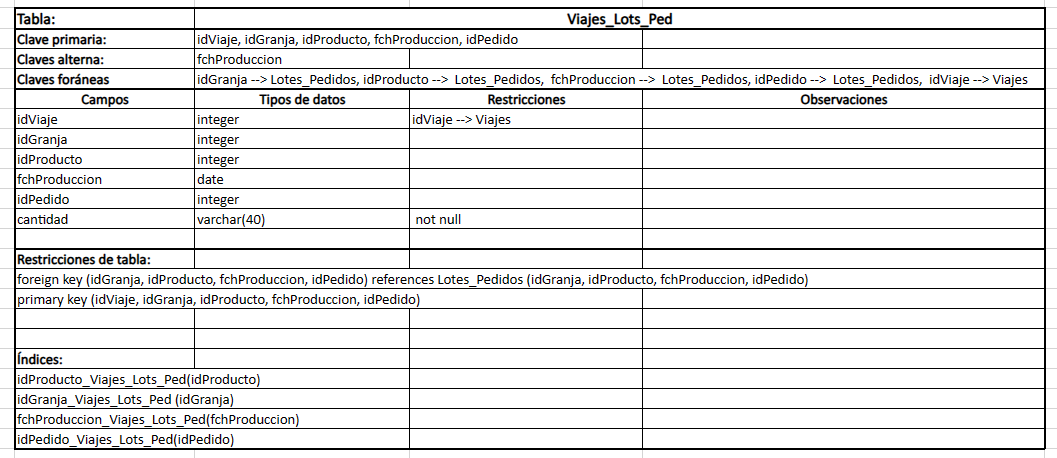 Tabla: Viajes_Lots_Ped
Clave primaria: idViaje, idGranja, idProducto, fchProduccion, idPedido
Claves alterna: fchProduccion
Claves foráneas idGranja --> Lotes_Pedidos, idProducto --> Lotes_Pedidos, fchProduccion --> Lotes_Pedidos, idPedido --> Lotes_Pedidos, idViaje --> Viajes
Campos Tipos de datos Restricciones Observaciones
idViaje integer idViaje --> Viajes
idGranja integer
idProducto integer
fchProduccion date
idPedido integer
cantidad varchar(40) not null
Restricciones de tabla:
foreign key (idGranja, idProducto, fchProduccion, idPedido) references Lotes_Pedidos (idGranja, idProducto, fchProduccion, idPedido)
primary key (idViaje, idGranja, idProducto, fchProduccion, idPedido)
Índices:
idProducto_Viajes_Lots_Ped(idProducto)
idGranja_Viajes_Lots_Ped (idGranja)
fchProduccion_Viajes_Lots_Ped(fchProduccion)
idPedido_Viajes_Lots_Ped(idPedido)